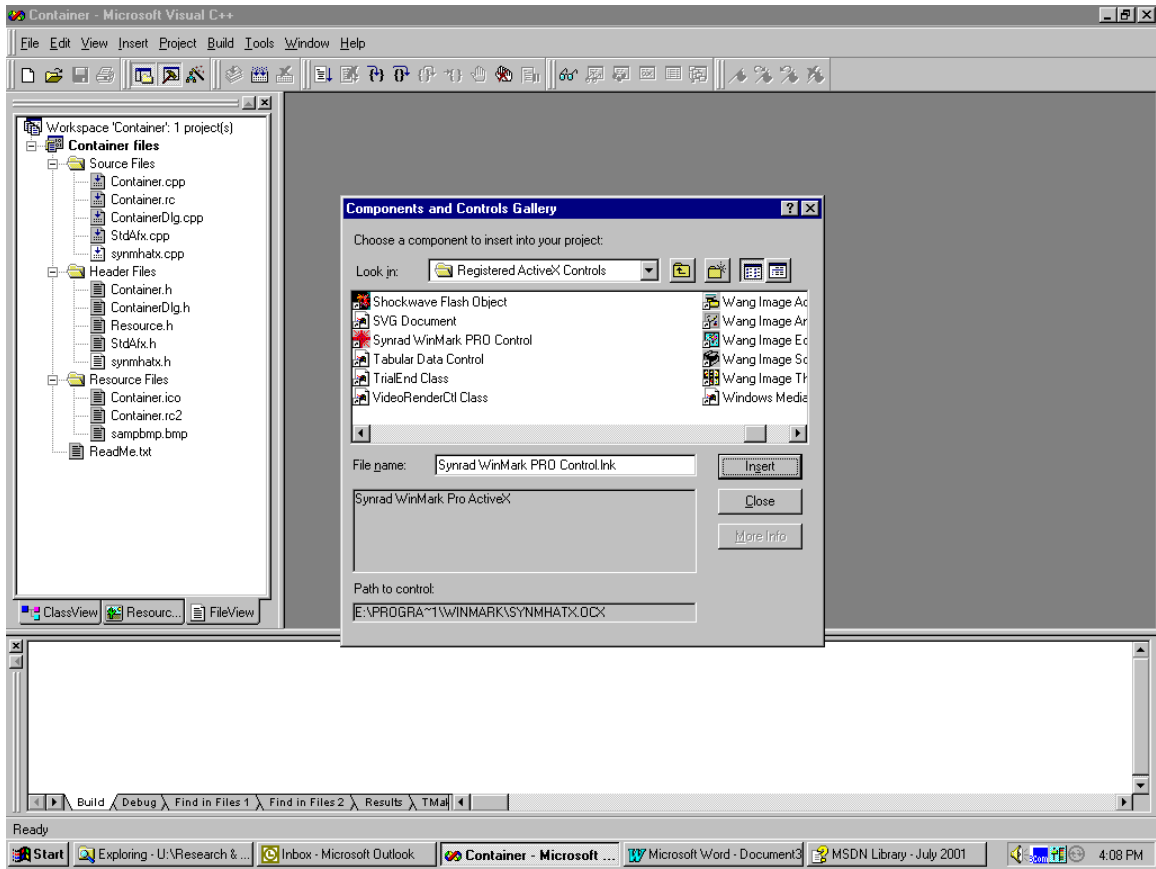 Container - Microsoft Visual C++
File Edit View Insert Project Build Tools Window Help
Workspace 'Container': 1 project(s)
Container files
Source Files
Container.cpp
Container.rc
ContainerDlg.cpp
StdAfx.cpp
synmhatx.cpp
Header Files
Container.h
ContainerDlg.h
Resource.h
StdAfx.h
synmhatx.h
Resource Files
Container.ico
Container.rc2
sampbmp.bmp
ReadMe.txt
ClassView Resourc... FileView
Components and Controls Gallery
Choose a component to insert into your project:
Look in: Registered ActiveX Controls
Shockwave Flash Object
SVG Document
Synrad WinMark PRO Control
Tabular Data Control
TrialEnd Class
VideoRenderCtl Class
Wang Image Ad
Wang Image An
Wang Image Ed
Wang Image Sc
Wang Image Th
Windows Media
File name: Synrad WinMark PRO Control.lnk
Insert
Synrad WinMark Pro ActiveX
Close
More Info
Path to control:
E:\PROGRA~1\WINMARK\SYNMHATX.OCX
Build Debug Find in Files 1 Find in Files 2 Results TMak
Ready
Start Exploring - U:\Research & ... Inbox - Microsoft Outlook Container - Microsoft ... Microsoft Word - Document3 MSDN Library - July 2001 4:08 PM